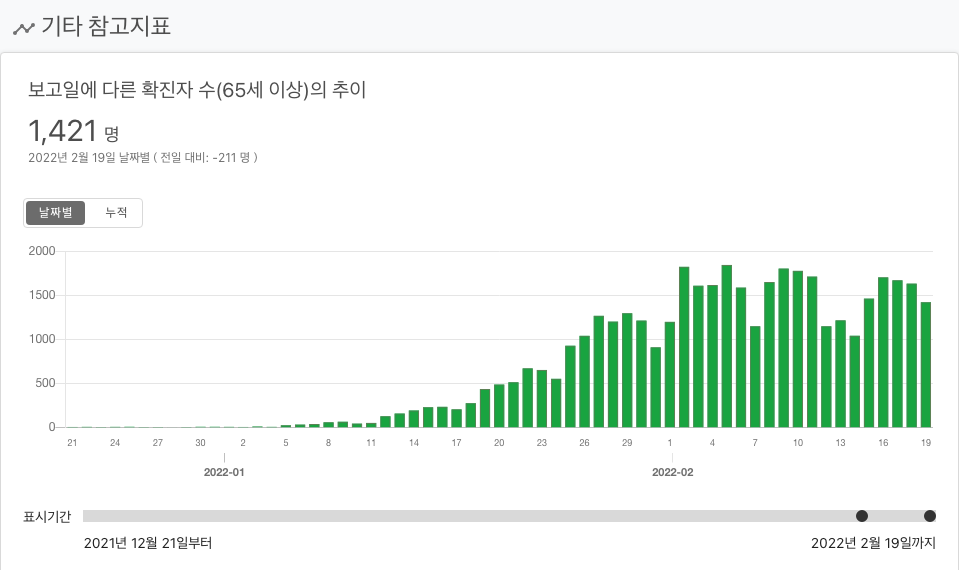 기타 참고지표
보고일에 다른 확진자 수(65세 이상)의 추이
1,421 명
2022년 2월 19일 날짜별 ( 전일 대비: -211 명 )
날짜별 누적
2000
1500
1000
500
0
21 24 27 30 2 5 8 11 14 17 20 23 26 29 1 4 7 10 13 16 19
2022-01 2022-02
표시기간
2021년 12월 21일부터 2022년 2월 19일까지